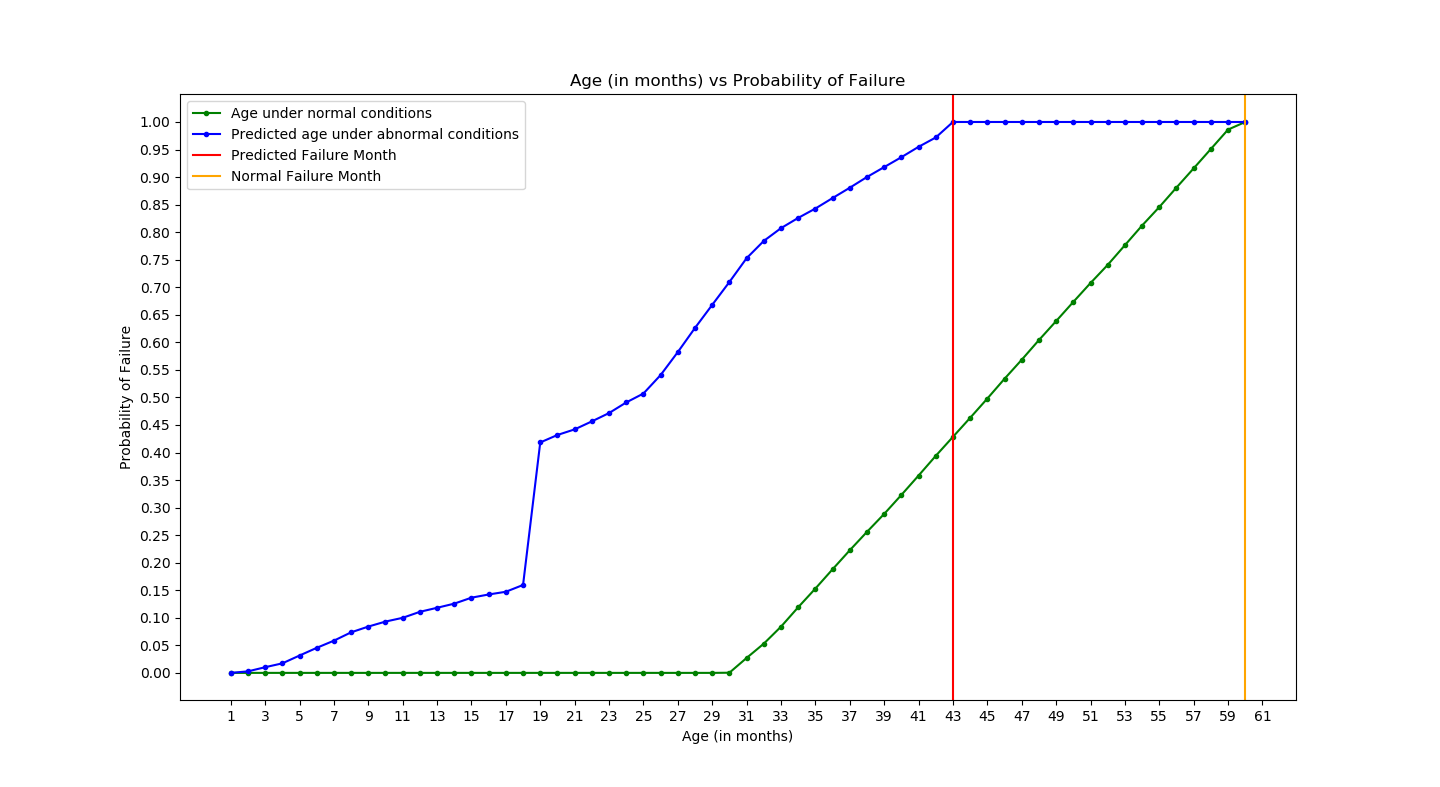 Age (in months) vs Probability of Failure
Age under normal conditions
Predicted age under abnormal conditions
Predicted Failure Month
Normal Failure Month
1.00
0.95
0.90
0.85
0.80
0.75
0.70
0.65
0.60
0.55
0.50
0.45
0.40
0.35
0.30
0.25
0.20
0.15
0.10
0.05
0.00
Probability of Failure
1 3 5 7 9 11 13 15 17 19 21 23 25 27 29 31 33 35 37 39 41 43 45 47 49 51 53 55 57 59 61
Age (in months)